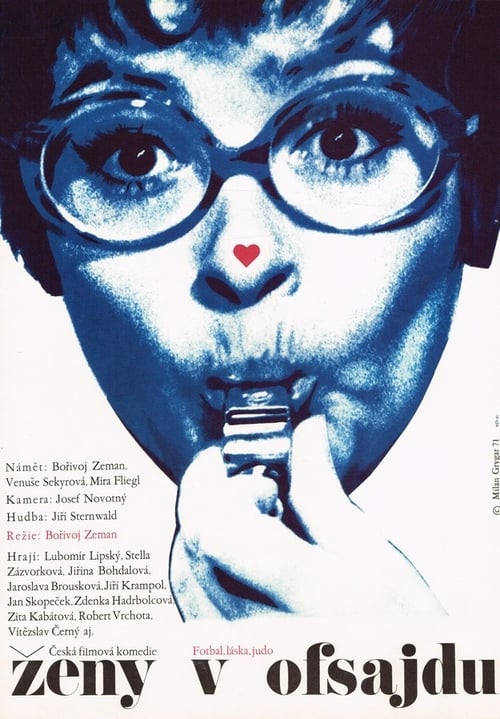 Námět: Bořivoj Zeman,
Venuše Sekyrová, Míra Fliegl
Kamera: Josef Novotný
Hudba: Jiří Sternwald
Režie: Bořivoj Zeman
Hrají: Lubomír Lipský, Stella
Zázvorková, Jiřina Bohdalová,
Jaroslava Brousková, Jiří Krampol,
Jan Skopeček, Zdenka Hadrbolcová
Zita Kabátová, Robert Vrchota,
Vítězslav Černý aj.
© Milan Grygar 71
Česká filmová komedie
Fotbal, láska, judo
ženy v ofsajdu